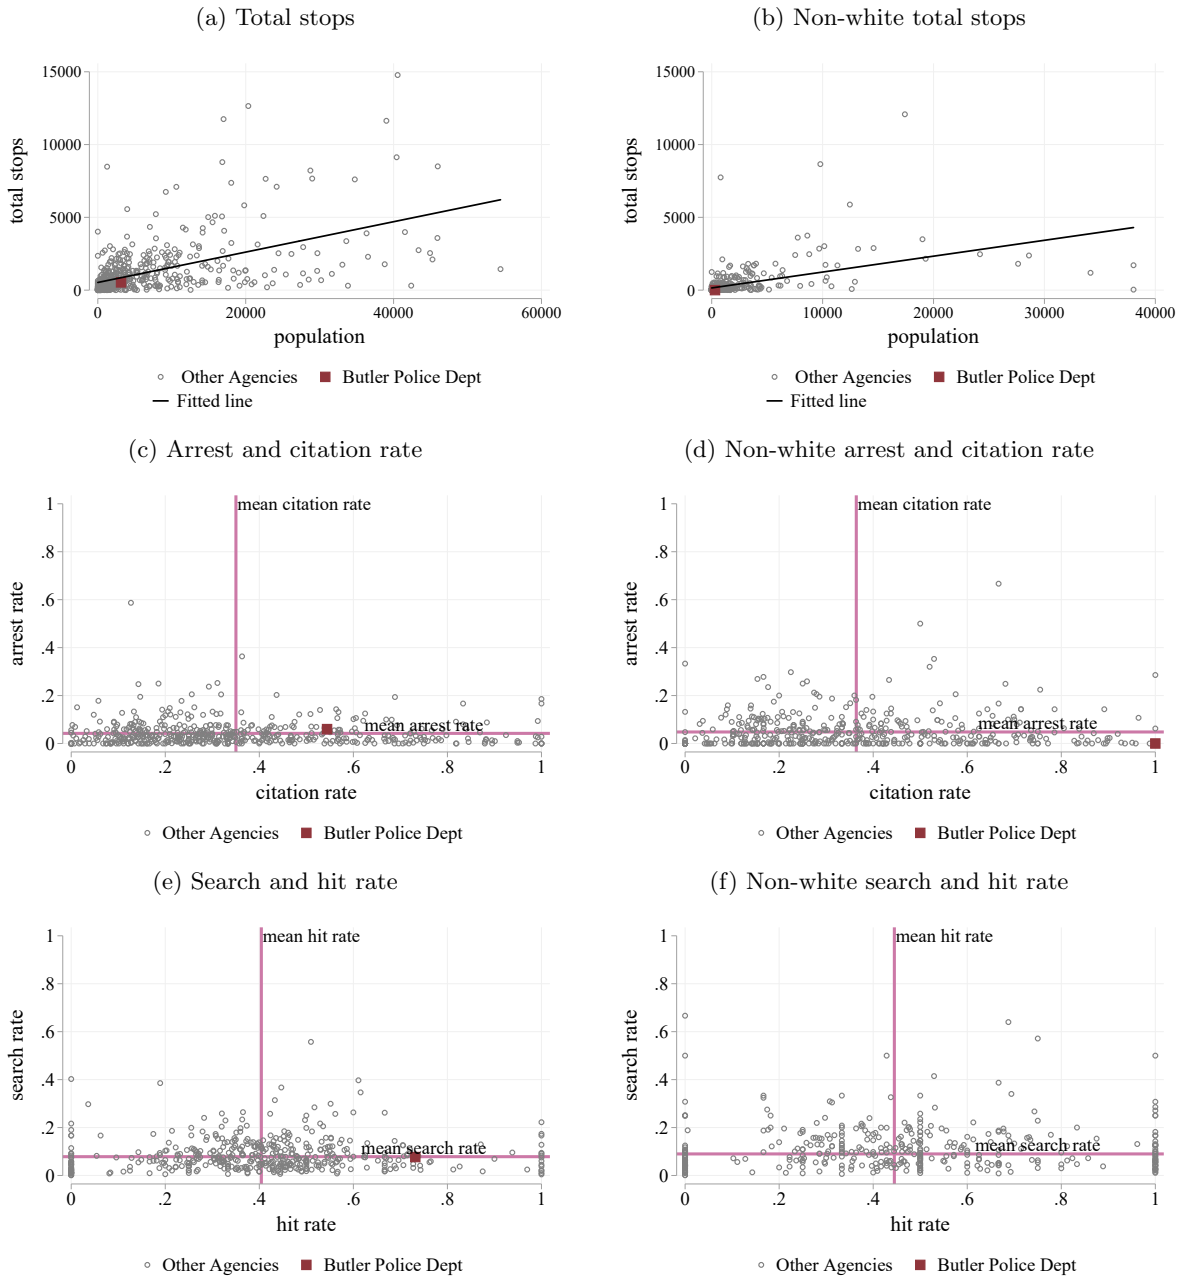 (a) Total stops
(b) Non-white total stops
15000
10000
5000
0
total stops
0 20000 40000 60000
population
Other Agencies Butler Police Dept
Fitted line
15000
10000
5000
0
total stops
0 10000 20000 30000 40000
population
Other Agencies Butler Police Dept
Fitted line
(c) Arrest and citation rate
(d) Non-white arrest and citation rate
1
.8
.6
.4
.2
0
arrest rate
mean citation rate
mean arrest rate
0 .2 .4 .6 .8 1
citation rate
Other Agencies Butler Police Dept
1
.8
.6
.4
.2
0
arrest rate
mean citation rate
mean arrest rate
0 .2 .4 .6 .8 1
citation rate
Other Agencies Butler Police Dept
(e) Search and hit rate
(f) Non-white search and hit rate
1
.8
.6
.4
.2
0
search rate
mean hit rate
mean search rate
0 .2 .4 .6 .8 1
hit rate
Other Agencies Butler Police Dept
1
.8
.6
.4
.2
0
search rate
mean hit rate
mean search rate
0 .2 .4 .6 .8 1
hit rate
Other Agencies Butler Police Dept